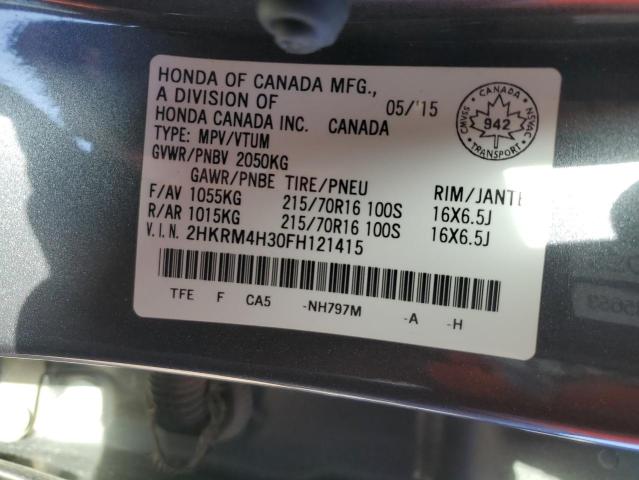 HONDA OF CANADA MFG.,
A DIVISION OF 05/'15
HONDA CANADA INC. CANADA
TYPE: MPV/VTUM
GVWR/PNBV 2050KG
GAWR/PNBE TIRE/PNEU RIM/JANTE
F/AV 1055KG 215/70R16 100S 16X6.5J
R/AR 1015KG 215/70R16 100S 16X6.5J
V.I.N. 2HKRM4H30FH121415
TFE F CA5 -NH797M -A -H
CANADA
CMVSS 942 NSVAC
TRANSPORT